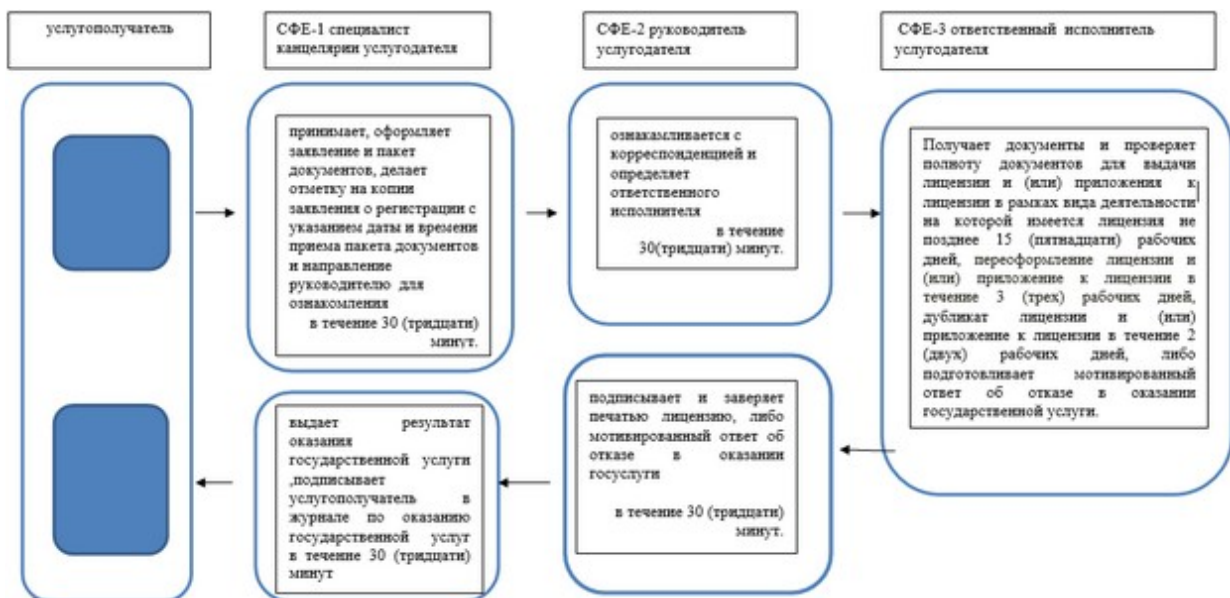 услугополучатель
СФЕ-1 специалист
канцелярии услугодателя
СФЕ-2 руководитель
услугодателя
СФЕ-3 ответственный исполнитель
услугодателя
принимает, оформляет
заявление и пакет
документов, делает
отметку на копии
заявления о регистрации с
указанием даты и времени
приема пакета документов
и направление
руководителю для
ознакомления
в течение 30 (тридцати)
минут.
ознакамливается с
корреспонденцией и
определяет
ответственного
исполнителя
в течение
30(тридцати) минут.
Получает документы и проверяет
полноту документов для выдачи
лицензии и (или) приложения к
лицензии в рамках вида деятельности
на которой имеется лицензия не
позднее 15 (пятнадцати) рабочих
дней, переоформление лицензии и
(или) приложение к лицензии в
течение 3 (трех) рабочих дней,
дубликат лицензии и (или)
приложение к лицензии в течение 2
(двух) рабочих дней, либо
подготовливает мотивированный
ответ об отказе в оказании
государственной услуги.
подписывает и заверяет
печатью лицензию, либо
мотивированный ответ об
отказе в оказании
госуслуги
в течение 30 (тридцати)
минут.
выдает результат
оказания
государственной услуги
,подписывает
услугополучатель в
журнале по оказанию
государственной услуг
в течение 30 (тридцати)
минут